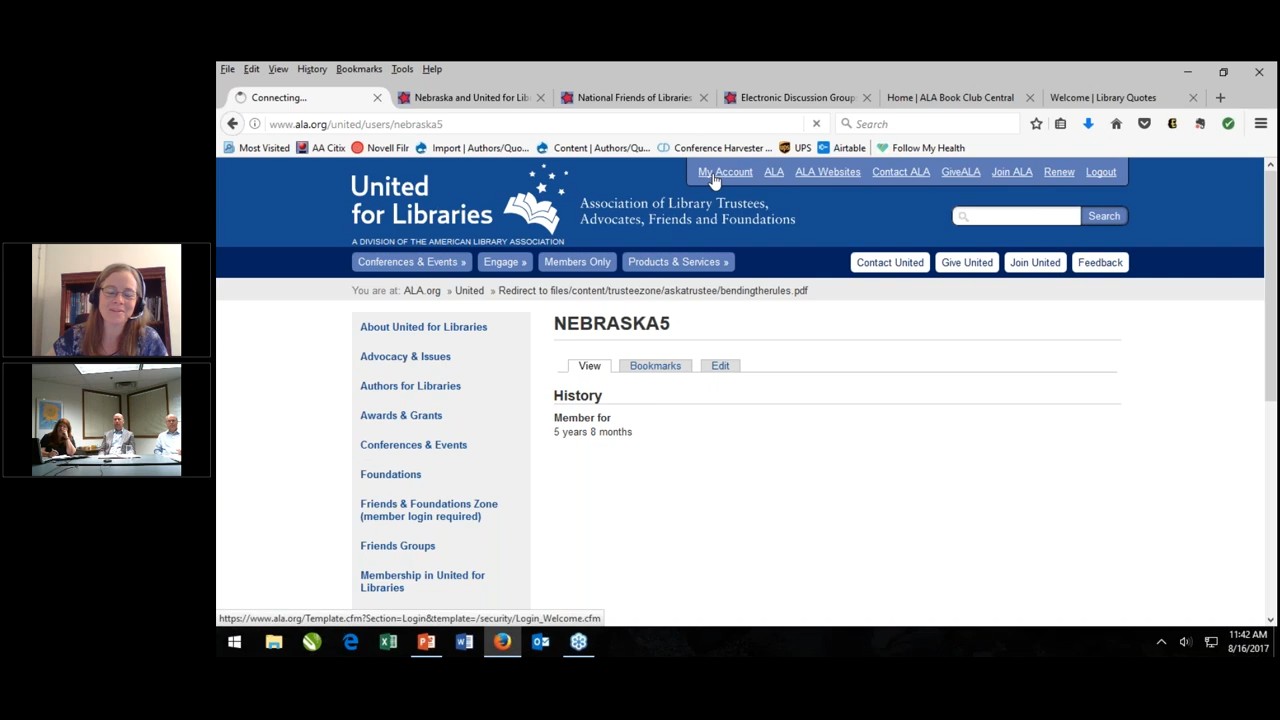 File Edit View History Bookmarks Tools Help
Connecting... Nebraska and United for Lib National Friends of Libraries Electronic Discussion Group Home | ALA Book Club Central Welcome | Library Quotes
www.ala.org/united/users/nebraska5 Search
Most Visited AA Citix Novell Filr Import | Authors/Quo... Content | Authors/Qu... Conference Harvester ... UPS Airtable Follow My Health
My Account ALA ALA Websites Contact ALA GiveALA Join ALA Renew Logout
United
for Libraries
Association of Library Trustees,
Advocates, Friends and Foundations
A DIVISION OF THE AMERICAN LIBRARY ASSOCIATION
Search
Conferences & Events » Engage » Members Only Products & Services » Contact United Give United Join United Feedback
You are at: ALA.org » United » Redirect to files/content/trusteezone/askatrustee/bendingtherules.pdf
About United for Libraries
Advocacy & Issues
Authors for Libraries
Awards & Grants
Conferences & Events
Foundations
Friends & Foundations Zone
(member login required)
Friends Groups
Membership in United for
Libraries
NEBRASKA5
View Bookmarks Edit
History
Member for
5 years 8 months
https://www.ala.org/Template.cfm?Section=Login&template=/security/Login_Welcome.cfm
11:42 AM
8/16/2017